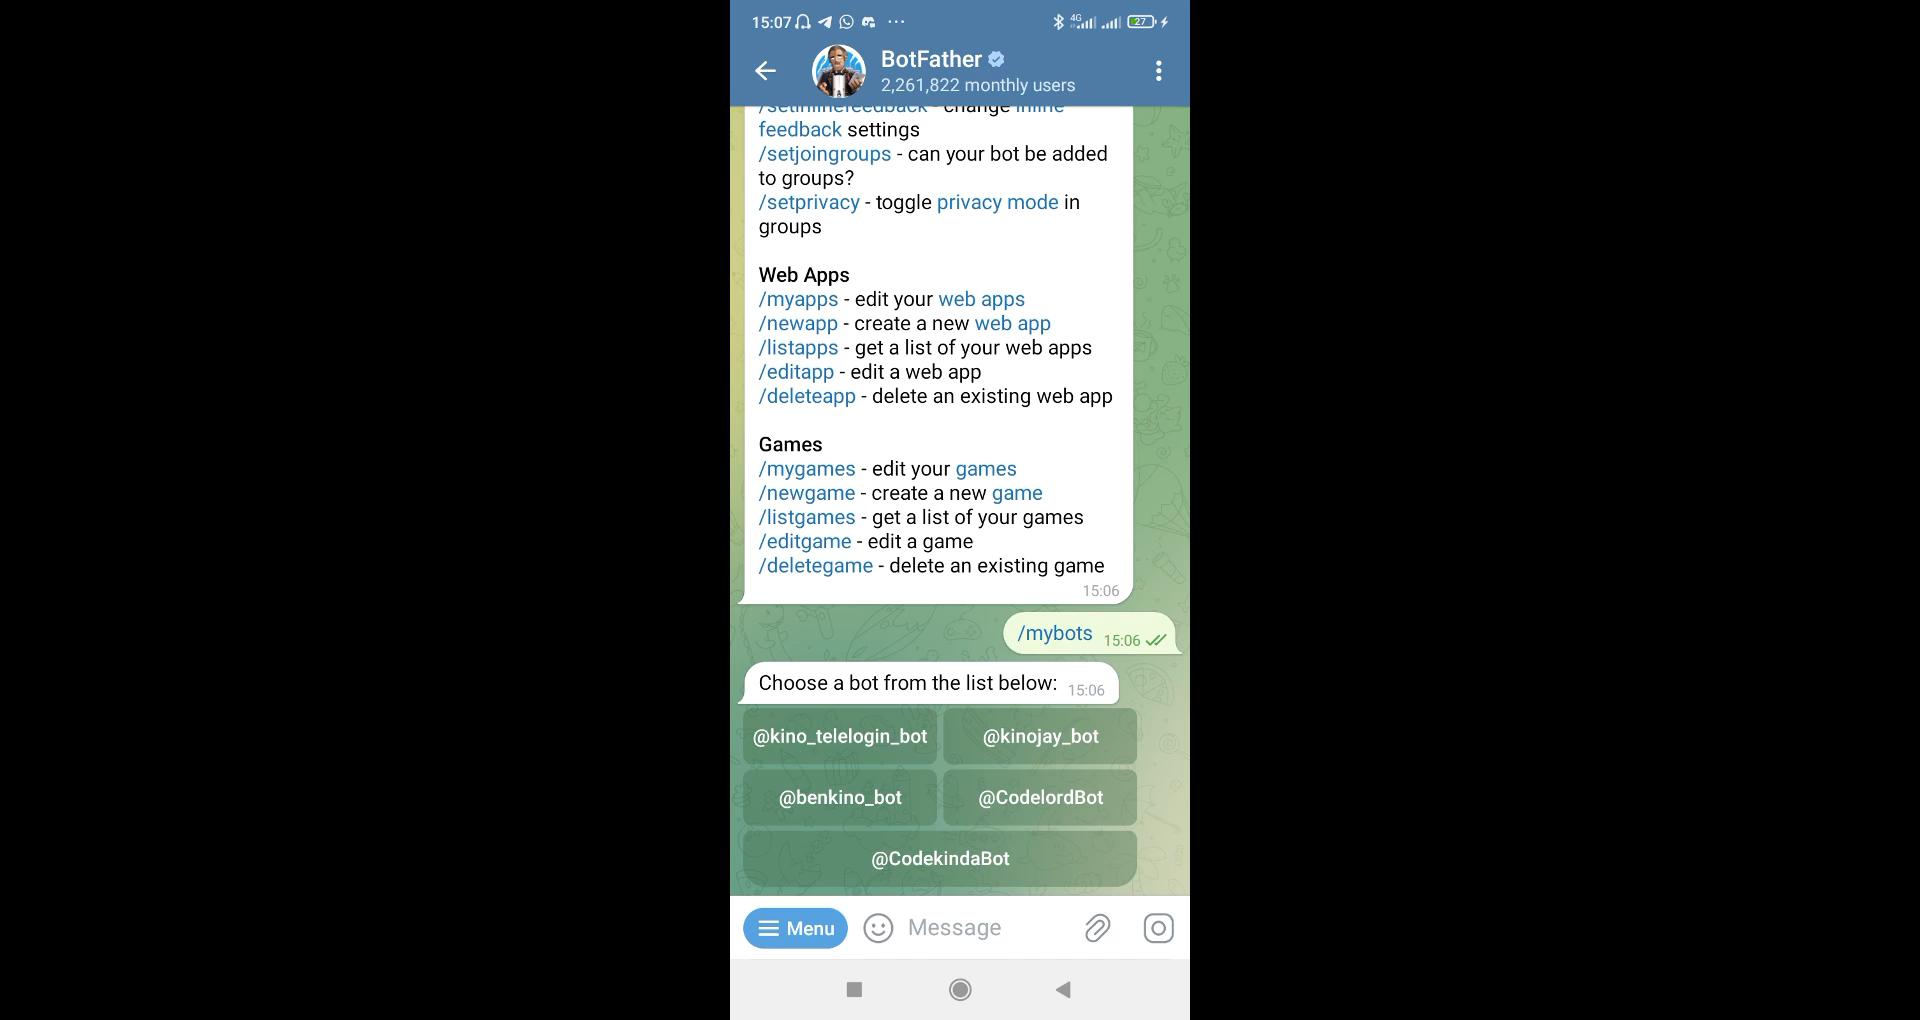 15:07
4G
27
BotFather
2,261,822 monthly users
/setinlinefeedback - change inline
feedback settings
/setjoingroups - can your bot be added
to groups?
/setprivacy - toggle privacy mode in
groups
Web Apps
/myapps - edit your web apps
/newapp - create a new web app
/listapps - get a list of your web apps
/editapp - edit a web app
/deleteapp - delete an existing web app
Games
/mygames - edit your games
/newgame - create a new game
/listgames - get a list of your games
/editgame - edit a game
/deletegame - delete an existing game
15:06
/mybots 15:06
Choose a bot from the list below: 15:06
@kino_telelogin_bot
@kinojay_bot
@benkino_bot
@CodelordBot
@CodekindaBot
Menu
Message